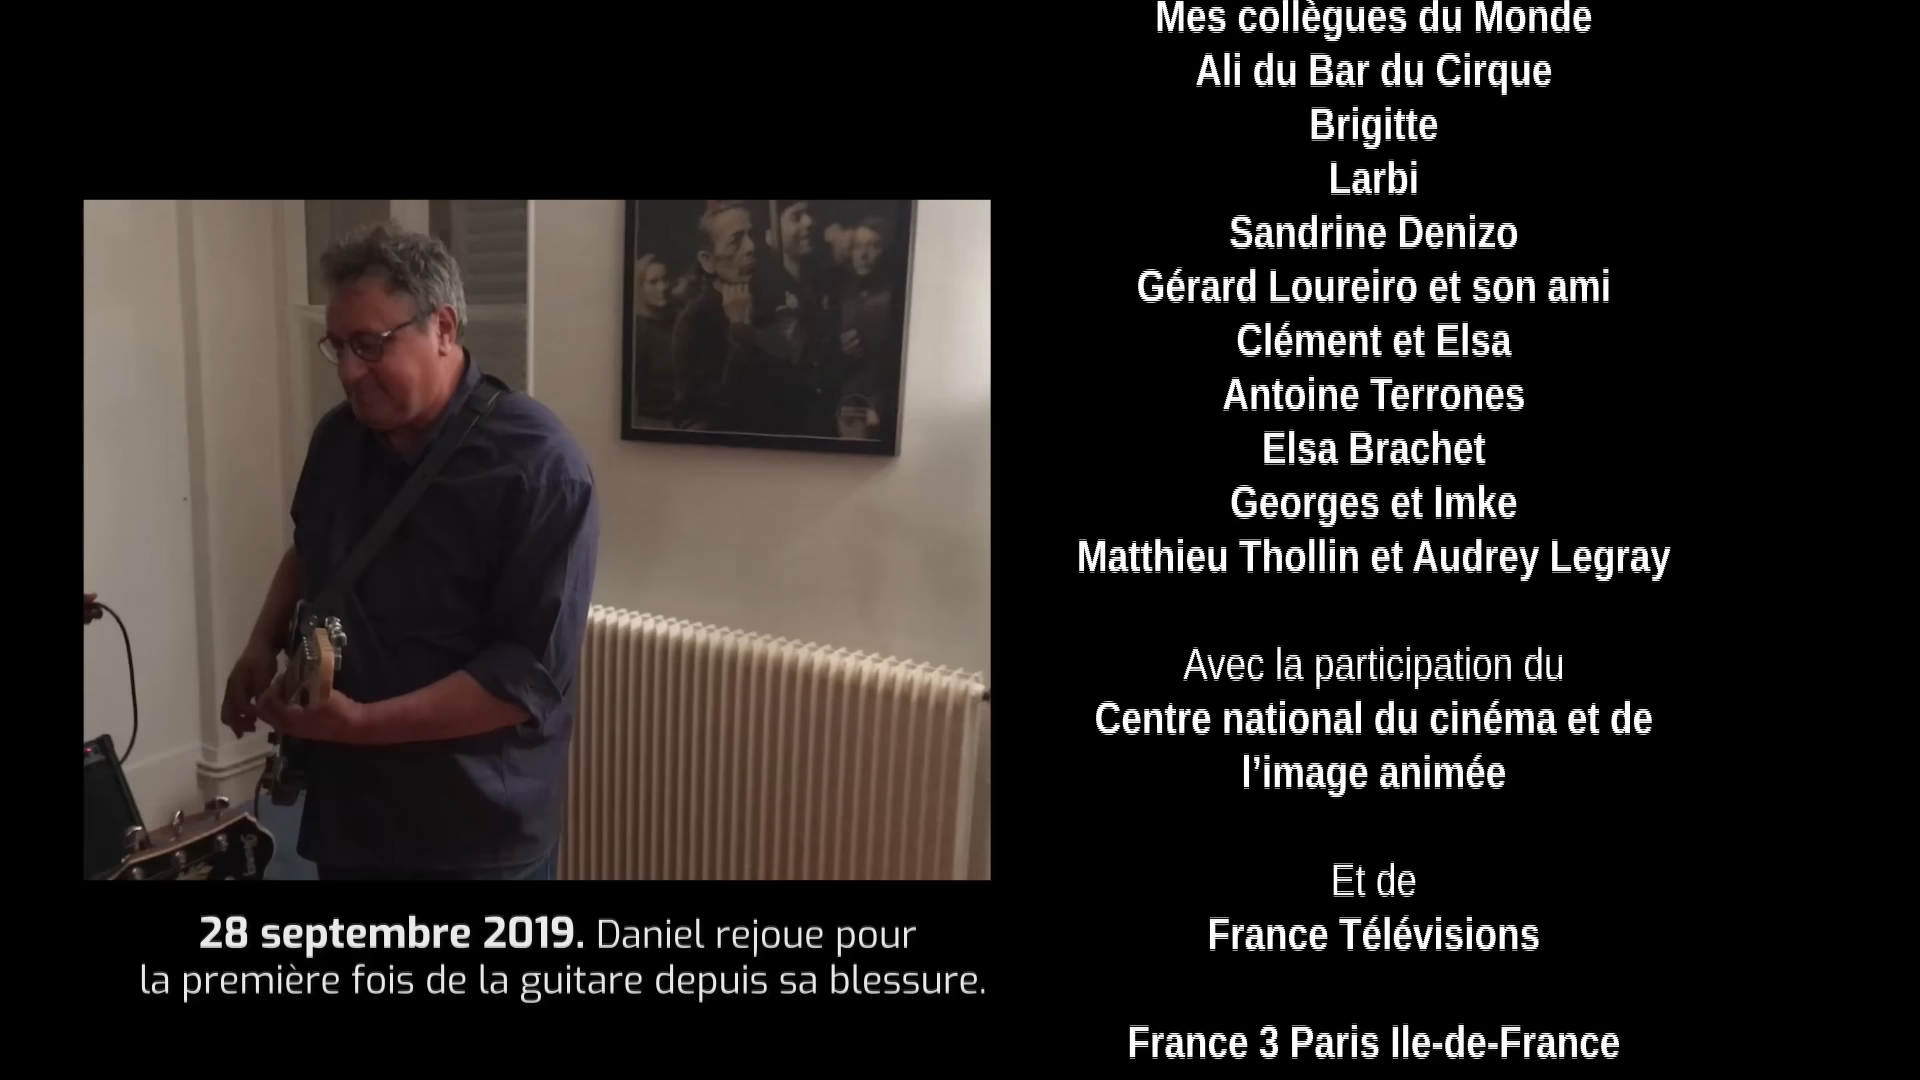 Mes collègues du Monde
Ali du Bar du Cirque
Brigitte
Larbi
Sandrine Denizo
Gérard Loureiro et son ami
Clément et Elsa
Antoine Terrones
Elsa Brachet
Georges et Imke
Matthieu Thollin et Audrey Legray
Avec la participation du
Centre national du cinéma et de
l’image animée
Et de
France Télévisions
France 3 Paris Ile-de-France
28 septembre 2019. Daniel rejoue pour
la première fois de la guitare depuis sa blessure.